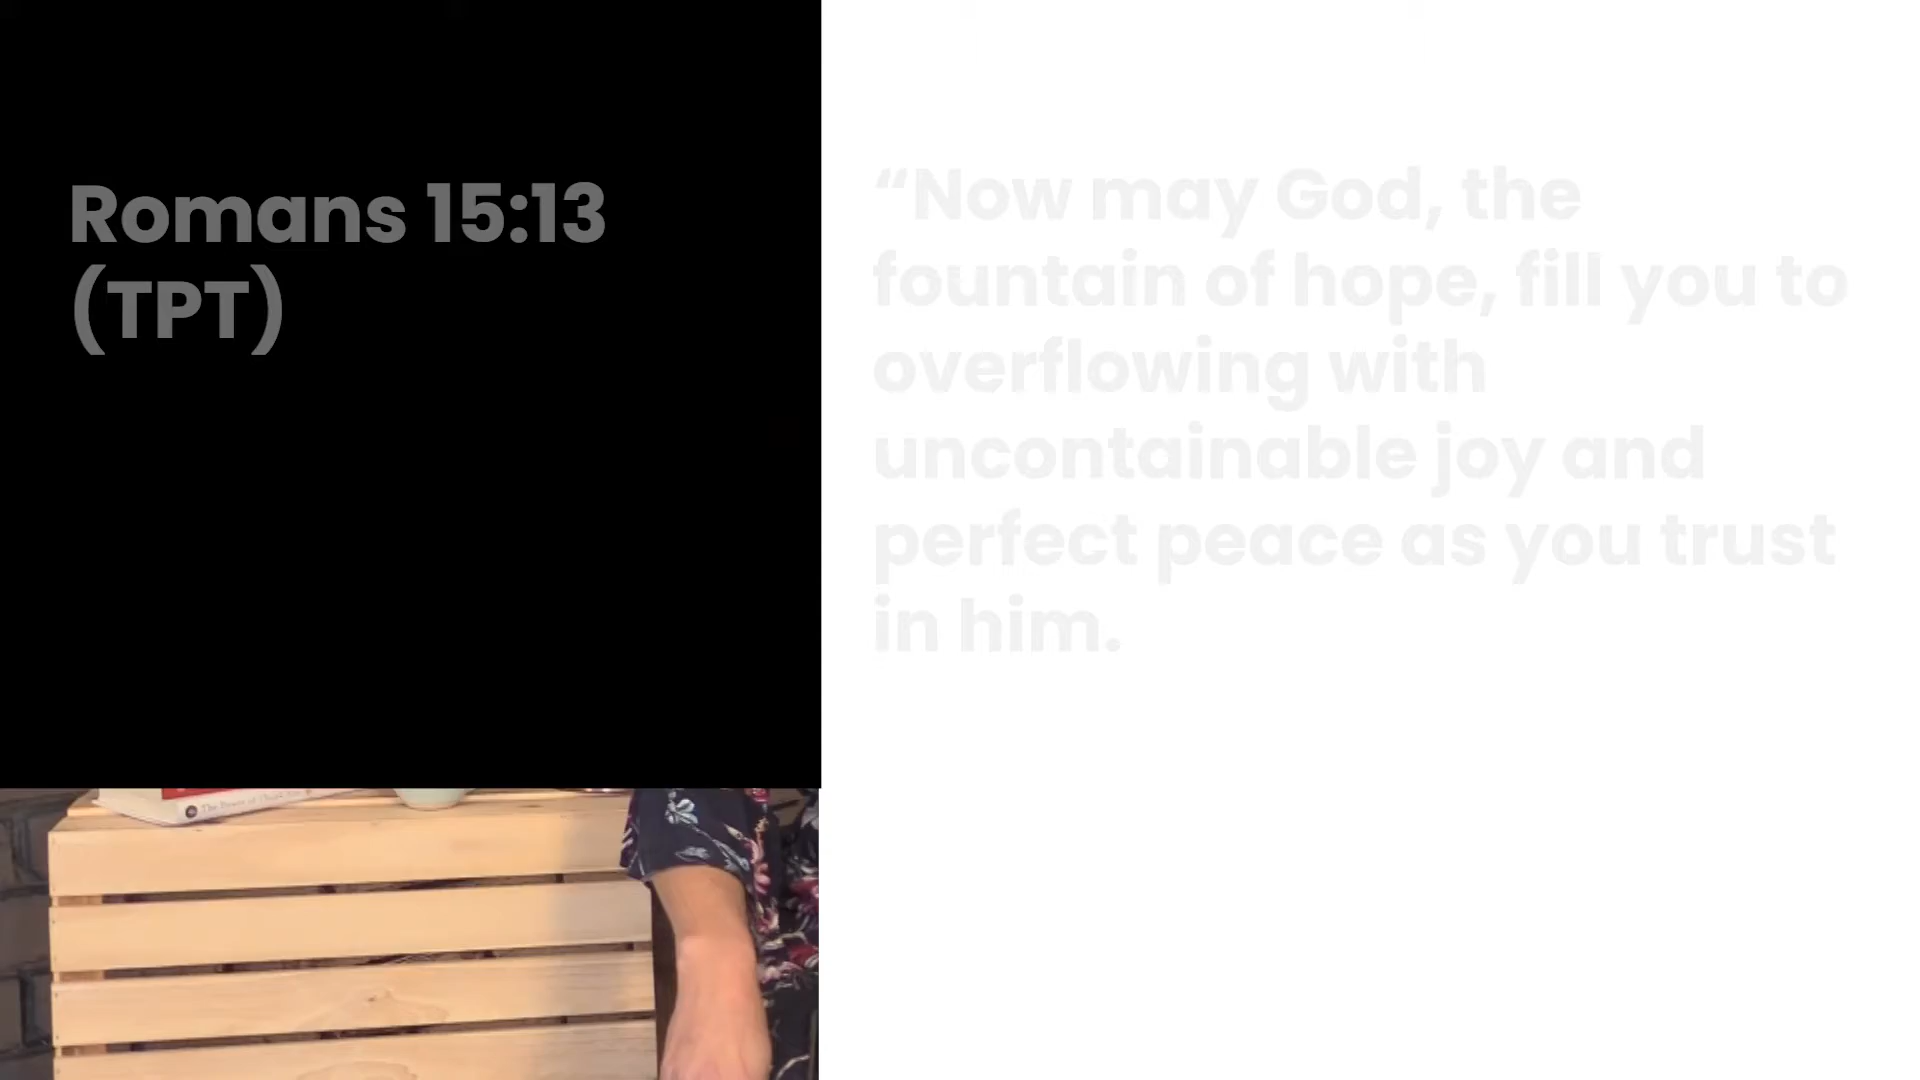 Romans 15:13
(TPT)
“Now may God, the
fountain of hope, fill you to
overflowing with
uncontainable joy and
perfect peace as you trust
in him.